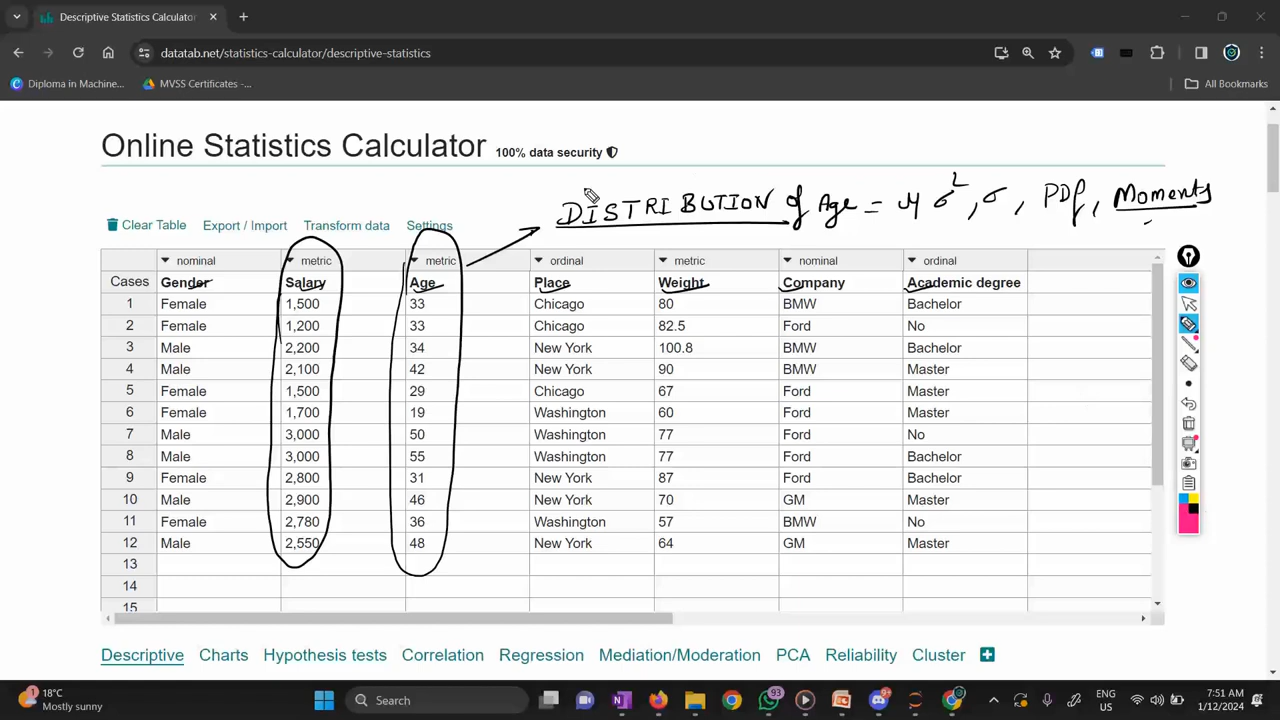 Descriptive Statistics Calculator
datatab.net/statistics-calculator/descriptive-statistics
Diploma in Machine... MVSS Certificates -... All Bookmarks
Online Statistics Calculator 100% data security
DISTRIBUTION of Age = μ σ², σ, PDf, Moments
Clear Table Export / Import Transform data Settings
nominal metric metric ordinal metric nominal ordinal
Cases Gender Salary Age Place Weight Company Academic degree
1 Female 1,500 33 Chicago 80 BMW Bachelor
2 Female 1,200 33 Chicago 82.5 Ford No
3 Male 2,200 34 New York 100.8 BMW Bachelor
4 Male 2,100 42 New York 90 BMW Master
5 Female 1,500 29 Chicago 67 Ford Master
6 Female 1,700 19 Washington 60 Ford Master
7 Male 3,000 50 Washington 77 Ford No
8 Male 3,000 55 Washington 77 Ford Bachelor
9 Female 2,800 31 New York 87 Ford Bachelor
10 Male 2,900 46 New York 70 GM Master
11 Female 2,780 36 Washington 57 BMW No
12 Male 2,550 48 New York 64 GM Master
13
14
15
Descriptive Charts Hypothesis tests Correlation Regression Mediation/Moderation PCA Reliability Cluster
1 18°C Search 93 9+ ENG 7:51 AM
Mostly sunny US 1/12/2024